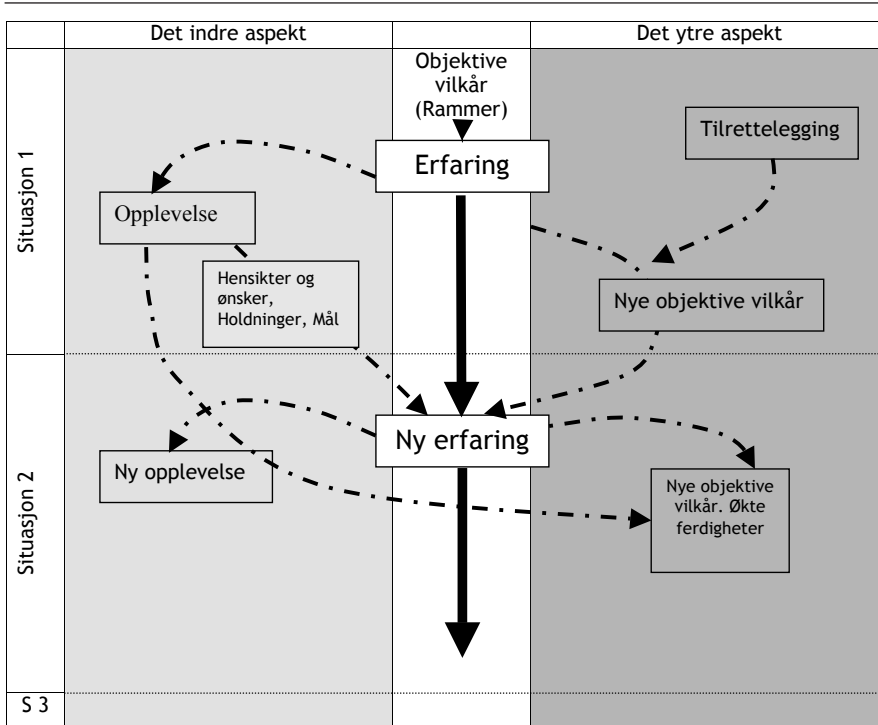 Det indre aspekt
Det ytre aspekt
Situasjon 1
Objektive
vilkår
(Rammer)
Erfaring
Tilrettelegging
Opplevelse
Hensikter og
ønsker,
Holdninger, Mål
Nye objektive vilkår
Situasjon 2
Ny erfaring
Ny opplevelse
Nye objektive
vilkår. Økte
ferdigheter
S 3